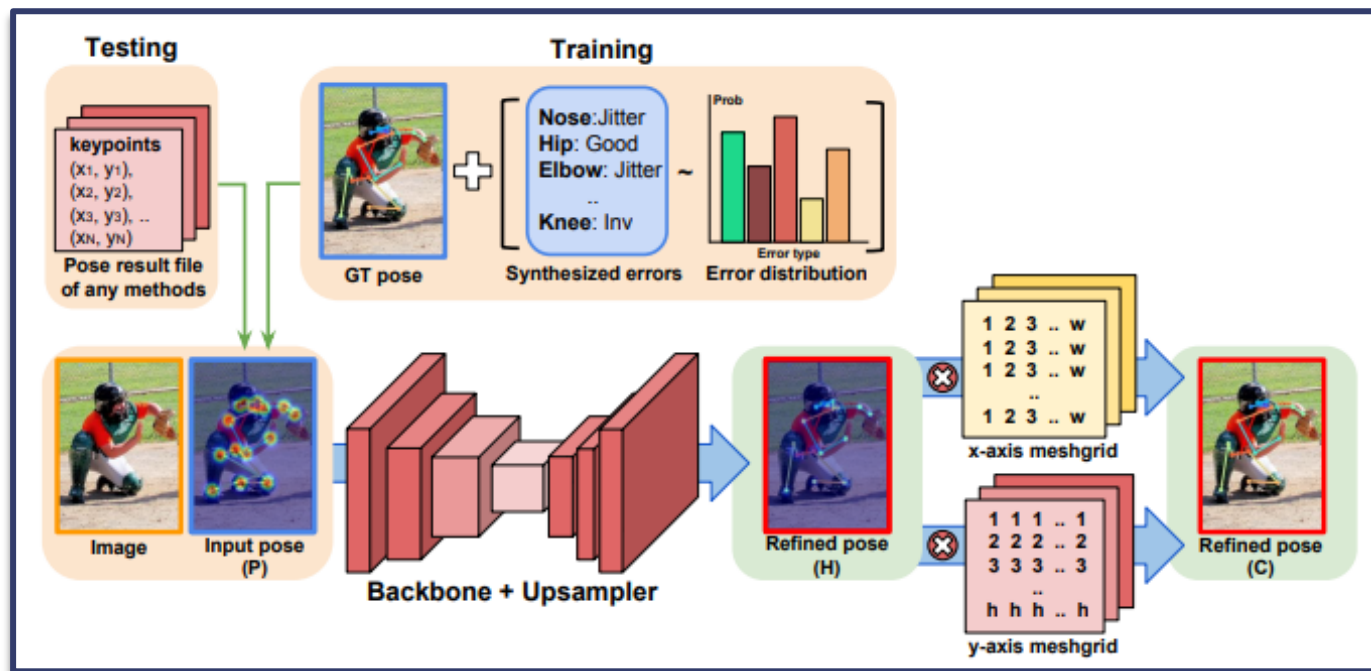 Testing
Training
keypoints
(x1, y1),
(x2, y2),
(x3, y3), ..
(xN, yN)
Pose result file
of any methods
GT pose
Nose:Jitter
Hip: Good
Elbow: Jitter
..
Knee: Inv
Synthesized errors
~
Prob
Error type
Error distribution
Image
Input pose
(P)
Backbone + Upsampler
Refined pose
(H)
1 2 3 .. w
1 2 3 .. w
1 2 3 .. w
..
1 2 3 .. w
x-axis meshgrid
1 1 1 .. 1
2 2 2 .. 2
3 3 3 .. 3
..
h h h .. h
y-axis meshgrid
Refined pose
(C)